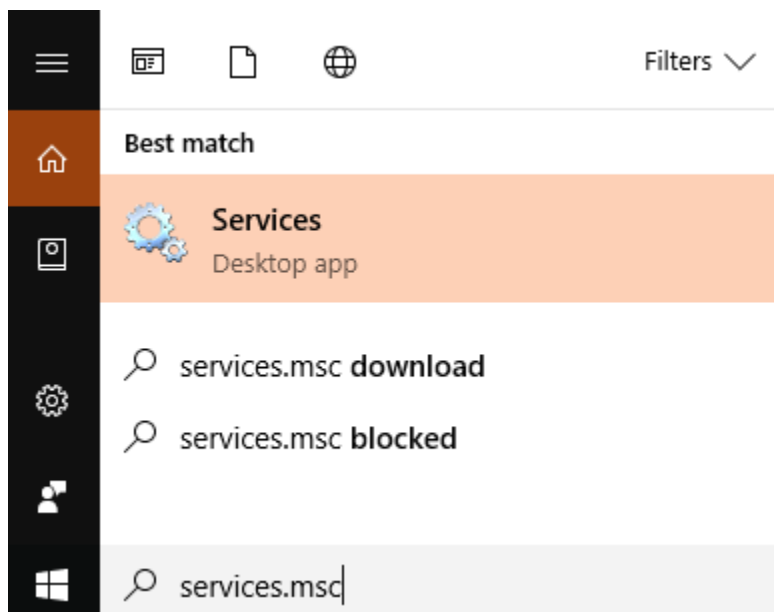 Filters
Best match
Services
Desktop app
services.msc download
services.msc blocked
services.msc